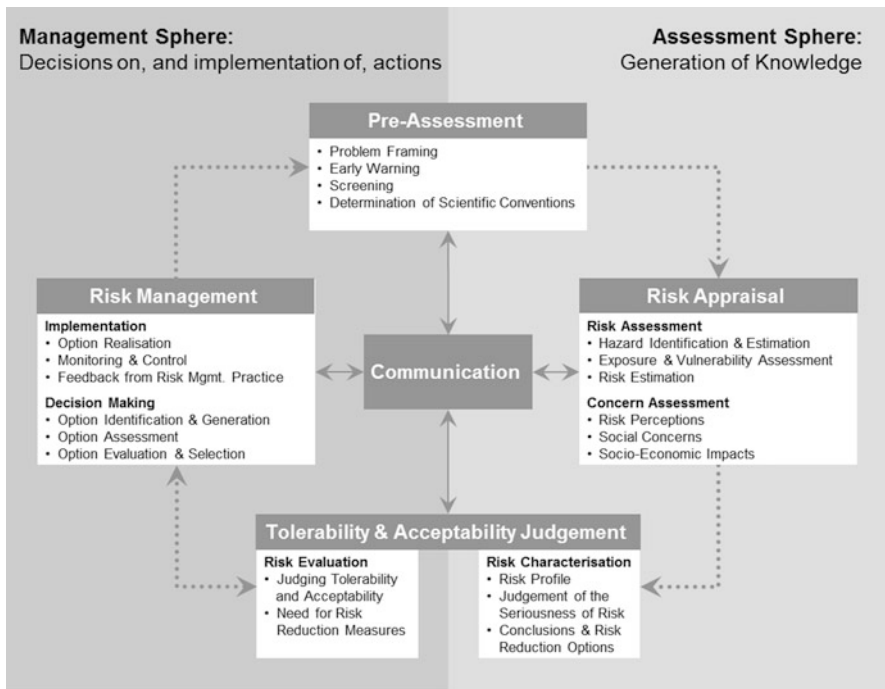 Management Sphere:
Decisions on, and implementation of, actions
Assessment Sphere:
Generation of Knowledge
Pre-Assessment
• Problem Framing
• Early Warning
• Screening
• Determination of Scientific Conventions
Risk Management
Implementation
• Option Realisation
• Monitoring & Control
• Feedback from Risk Mgmt. Practice
Decision Making
• Option Identification & Generation
• Option Assessment
• Option Evaluation & Selection
Communication
Risk Appraisal
Risk Assessment
• Hazard Identification & Estimation
• Exposure & Vulnerability Assessment
• Risk Estimation
Concern Assessment
• Risk Perceptions
• Social Concerns
• Socio-Economic Impacts
Tolerability & Acceptability Judgement
Risk Evaluation
• Judging Tolerability
and Acceptability
• Need for Risk
Reduction Measures
Risk Characterisation
• Risk Profile
• Judgement of the
Seriousness of Risk
• Conclusions & Risk
Reduction Options